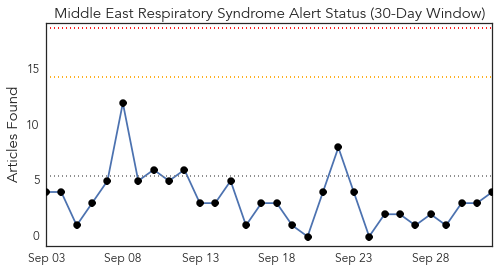 Middle East Respiratory Syndrome Alert Status (30-Day Window)
Articles Found
15
10
5
0
Sep 03 Sep 08 Sep 13 Sep 18 Sep 23 Sep 28